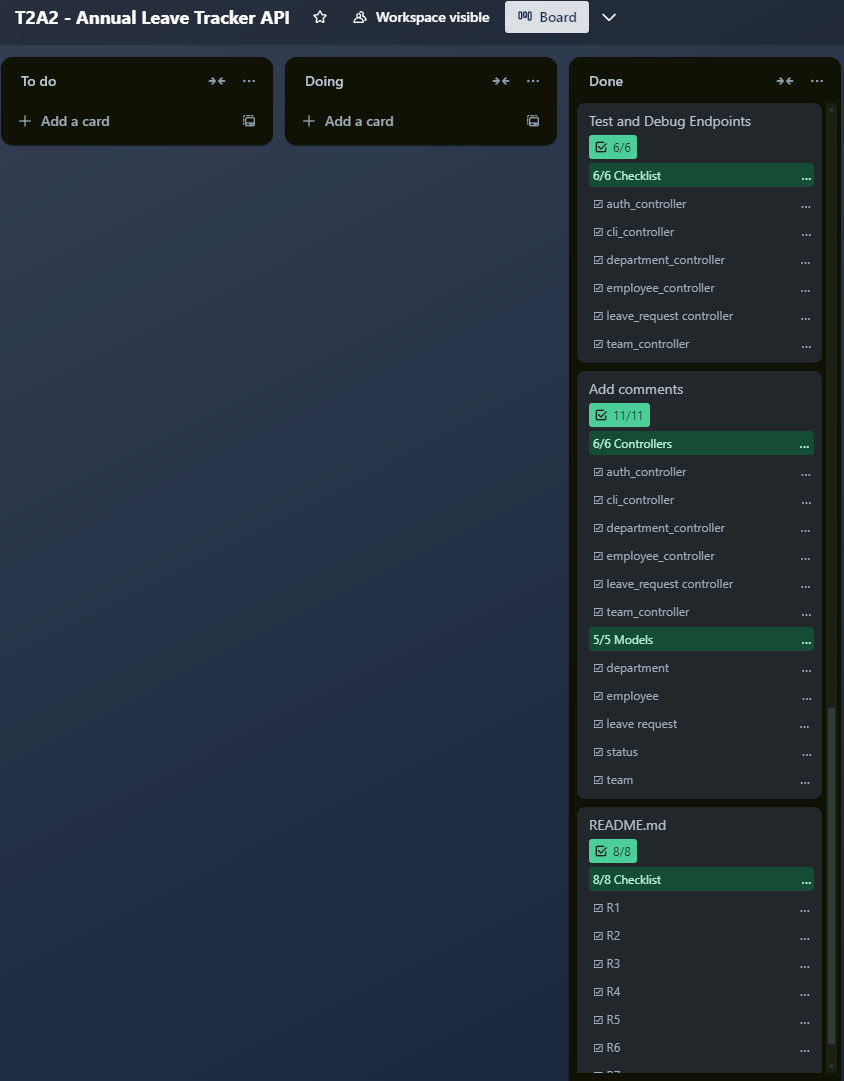 T2A2 - Annual Leave Tracker API
Workspace visible
Board
To do
Add a card
Doing
Add a card
Done
Test and Debug Endpoints
6/6
6/6 Checklist
auth_controller
cli_controller
department_controller
employee_controller
leave_request controller
team_controller
Add comments
11/11
6/6 Controllers
auth_controller
cli_controller
department_controller
employee_controller
leave_request controller
team_controller
5/5 Models
department
employee
leave request
status
team
README.md
8/8
8/8 Checklist
R1
R2
R3
R4
R5
R6